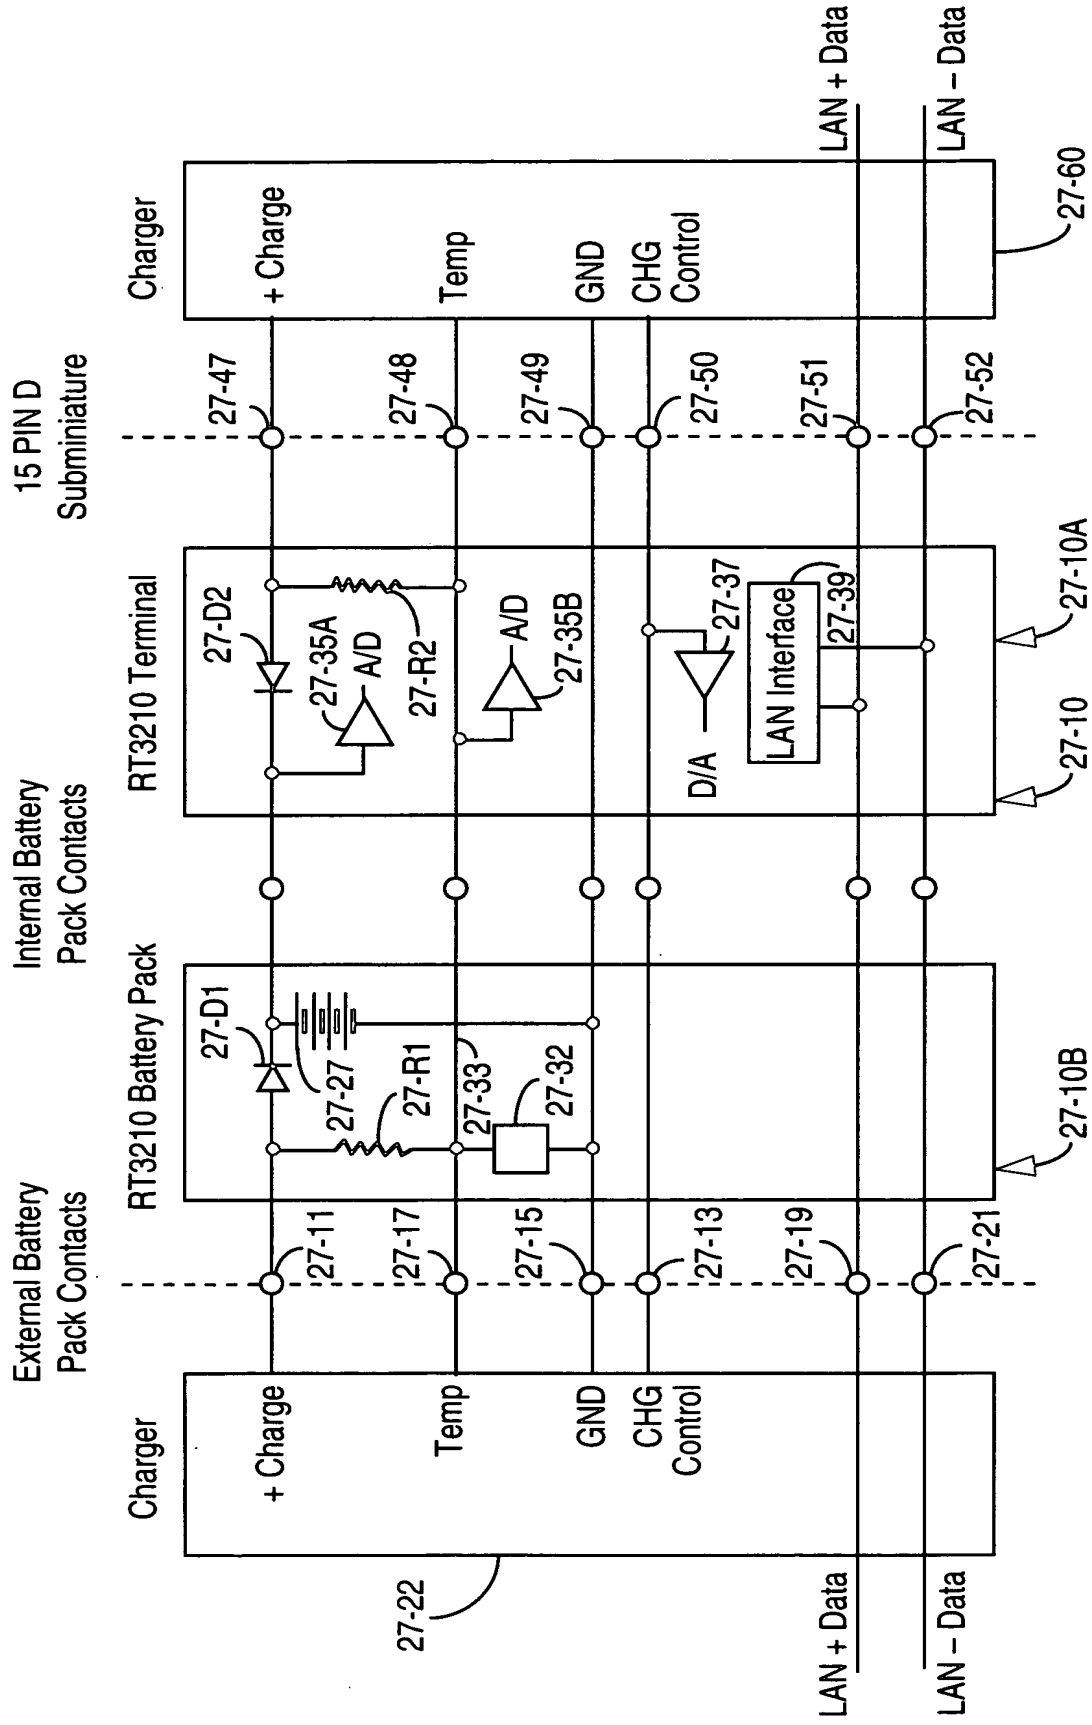 External Battery
Pack Contacts
Internal Battery
Pack Contacts
15 PIN D
Subminiature
Charger
RT3210 Battery Pack
RT3210 Terminal
Charger
27-22
+ Charge
Temp
GND
CHG
Control
LAN + Data
LAN – Data
27-11
27-17
27-15
27-13
27-19
27-21
27-D1
27-27
27-R1
27-33
27-32
27-10B
27-D2
27-35A
A/D
27-R2
A/D
27-35B
D/A
27-37
LAN Interface
27-39
27-10
27-10A
27-47
27-48
27-49
27-50
27-51
27-52
+ Charge
Temp
GND
CHG
Control
LAN + Data
LAN – Data
27-60